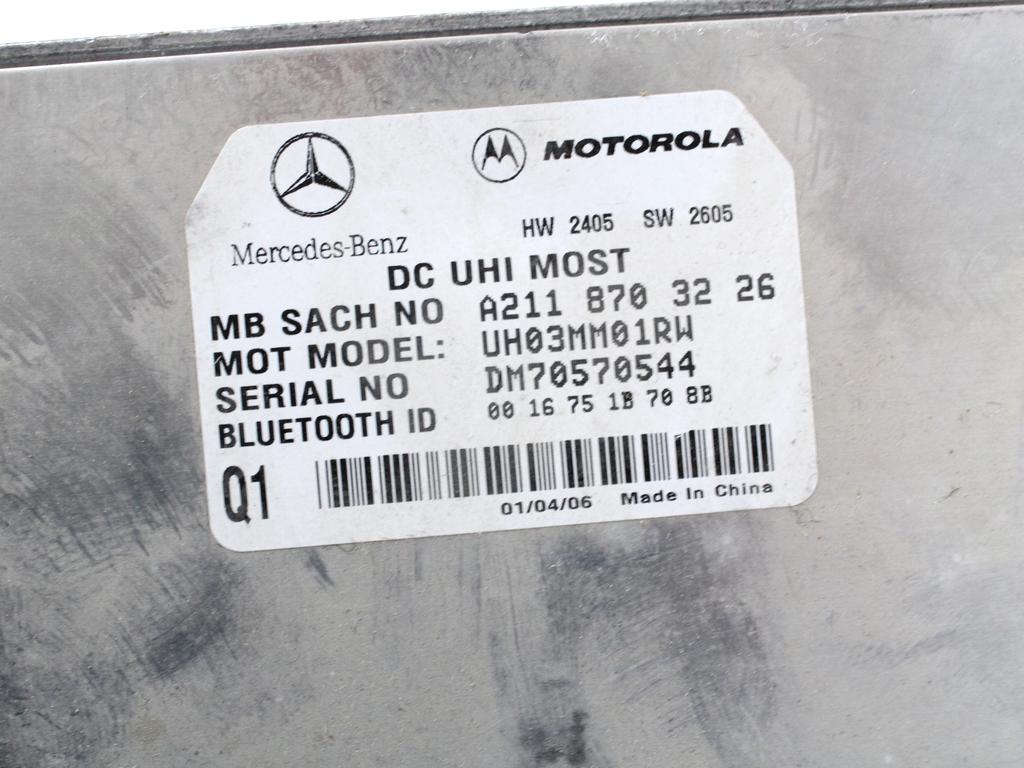 MOTOROLA
Mercedes-Benz
HW 2405 SW 2605
DC UHI MOST
MB SACH NO A211 870 32 26
MOT MODEL: UH03MM01RW
SERIAL NO DM70570544
BLUETOOTH ID 00 16 75 1B 70 8B
Q1
01/04/06 Made In China